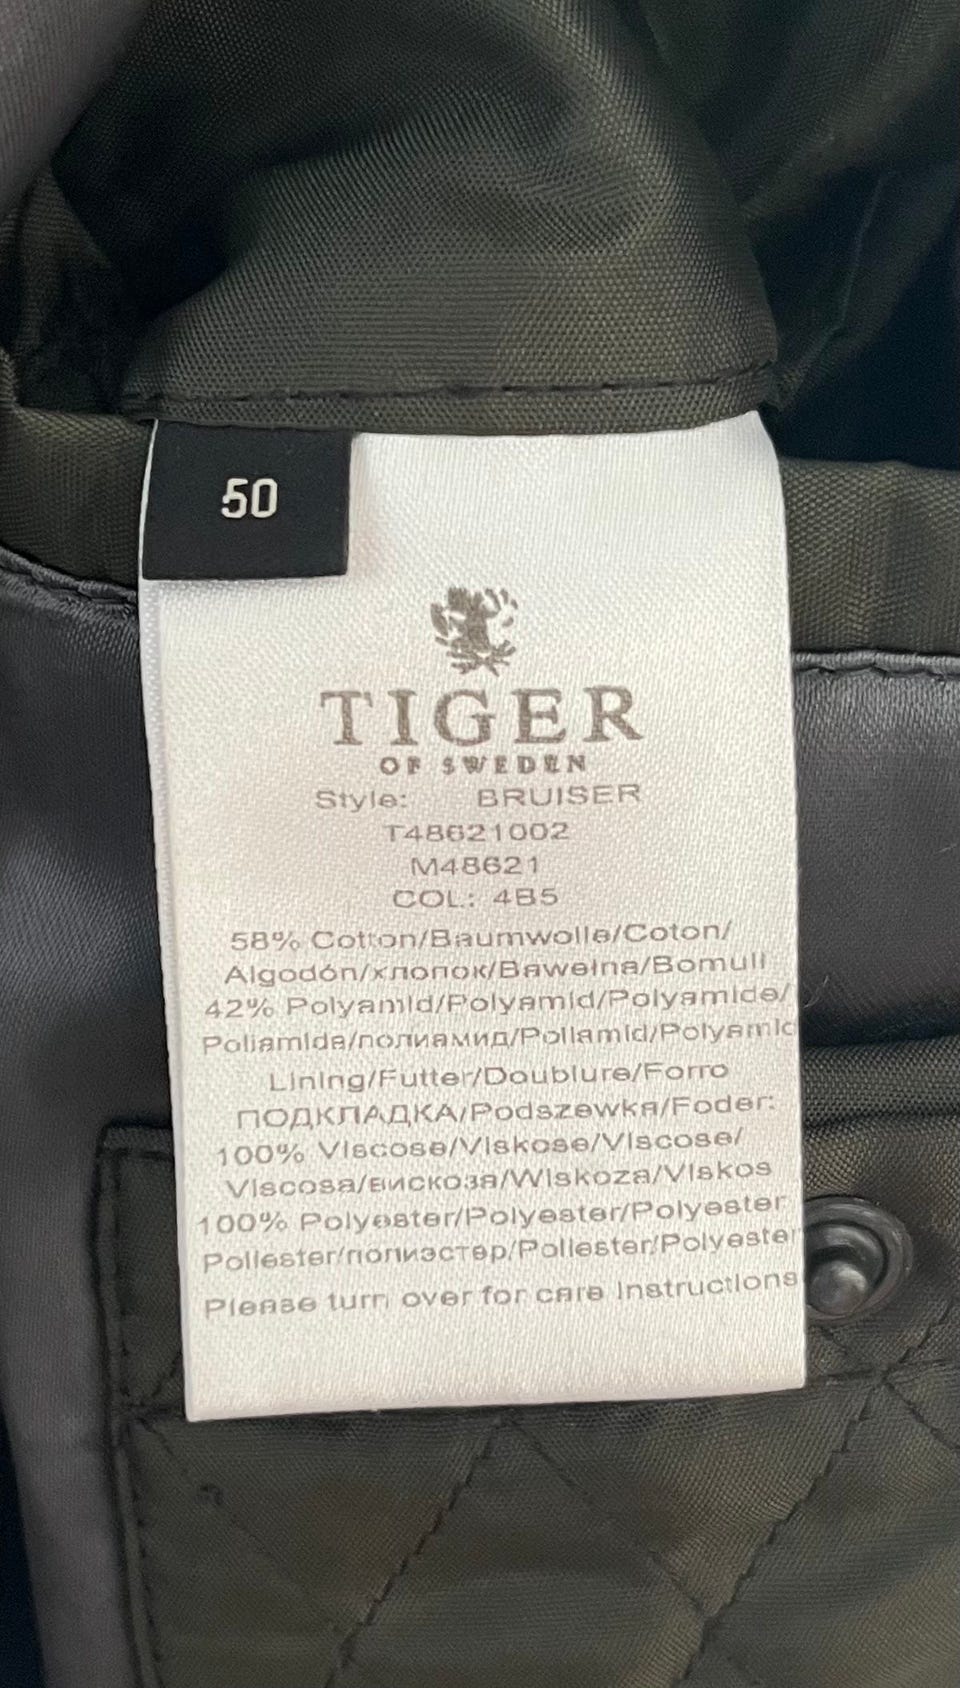 50
TIGER
OF SWEDEN
Style: BRUISER
T48621002
M48621
COL: 4B5
58% Cotton/Baumwolle/Coton/
Algodón/хлопок/Bawełna/Bomull
42% Polyamid/Polyamid/Polyamide/
Poliamida/полиамид/Poliamid/Polyamid
Lining/Futter/Doublure/Forro
ПОДКЛАДКА/Podszewka/Foder:
100% Viscose/Viskose/Viscose/
Viscosa/вискоза/Wiskoza/Viskos
100% Polyester/Polyester/Polyester
Poliester/полиэстер/Poliester/Polyester
Please turn over for care instructions